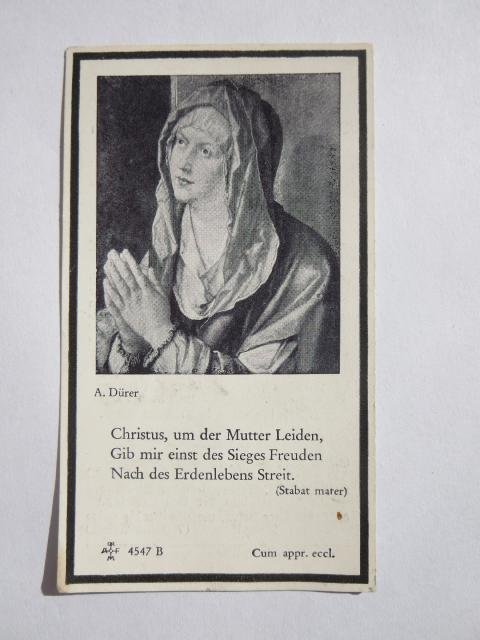 A. Dürer
Christus, um der Mutter Leiden,
Gib mir einst des Sieges Freuden
Nach des Erdenlebens Streit.
(Stabat mater)
4547 B
Cum appr. eccl.